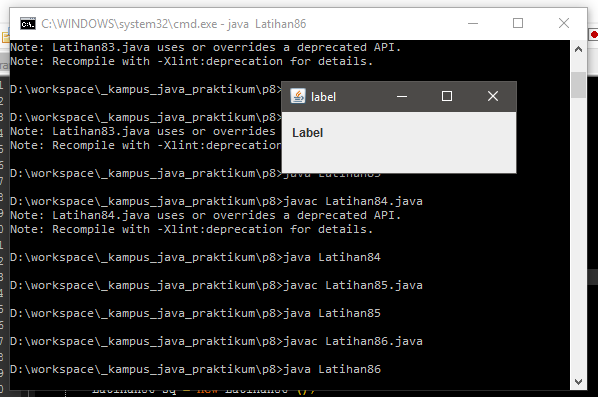 C:\WINDOWS\system32\cmd.exe - java Latihan86
Note: Latihan83.java uses or overrides a deprecated API.
Note: Recompile with -Xlint:deprecation for details.
D:\workspace\_kampus_java_praktikum\p8>
label
Label
D:\workspace\_kampus_java_praktikum\p8>
Note: Latihan83.java uses or overrides
Note: Recompile with -Xlint:deprecation
D:\workspace\_kampus_java_praktikum\p8>java Latihan83
D:\workspace\_kampus_java_praktikum\p8>javac Latihan84.java
Note: Latihan84.java uses or overrides a deprecated API.
Note: Recompile with -Xlint:deprecation for details.
D:\workspace\_kampus_java_praktikum\p8>java Latihan84
D:\workspace\_kampus_java_praktikum\p8>javac Latihan85.java
D:\workspace\_kampus_java_praktikum\p8>java Latihan85
D:\workspace\_kampus_java_praktikum\p8>javac Latihan86.java
D:\workspace\_kampus_java_praktikum\p8>java Latihan86
Latihan86 sq = new Latihan86 ();